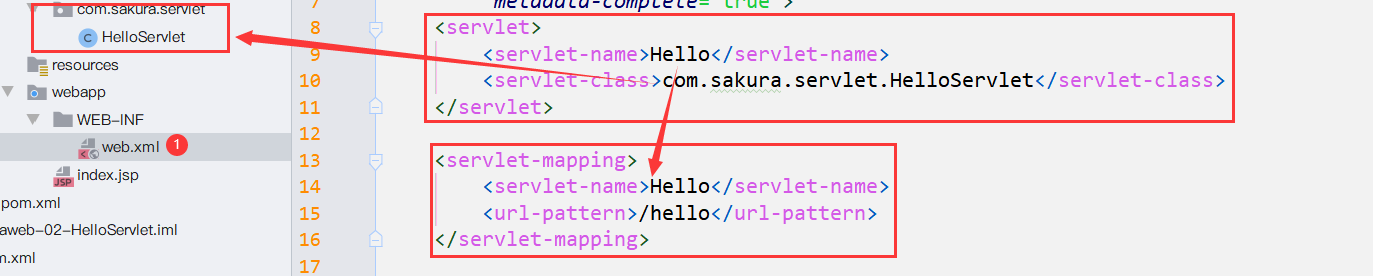 com.sakura.servlet
HelloServlet
resources
webapp
WEB-INF
web.xml 1
index.jsp
pom.xml
aweb-02-HelloServlet.iml
m.xml
7 metadata-complete="true">
8 <servlet>
9 <servlet-name>Hello</servlet-name>
10 <servlet-class>com.sakura.servlet.HelloServlet</servlet-class>
11 </servlet>
12
13 <servlet-mapping>
14 <servlet-name>Hello</servlet-name>
15 <url-pattern>/hello</url-pattern>
16 </servlet-mapping>
17